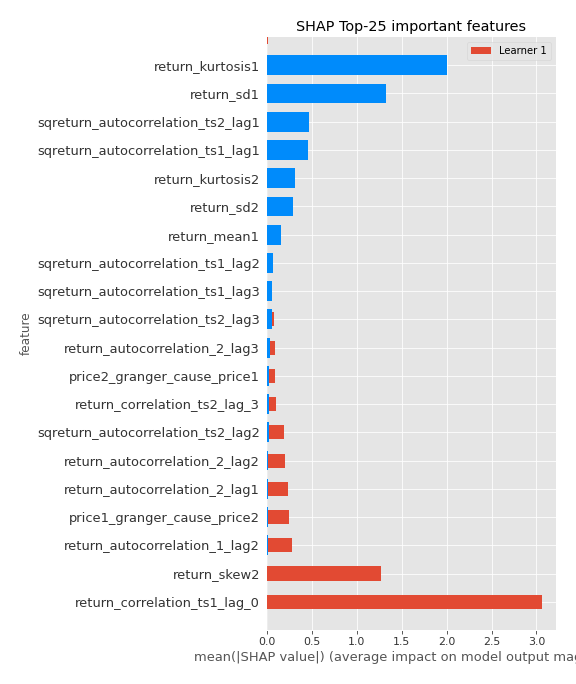 SHAP Top-25 important features
Learner 1
return_kurtosis1
return_sd1
sqreturn_autocorrelation_ts2_lag1
sqreturn_autocorrelation_ts1_lag1
return_kurtosis2
return_sd2
return_mean1
sqreturn_autocorrelation_ts1_lag2
sqreturn_autocorrelation_ts1_lag3
sqreturn_autocorrelation_ts2_lag3
return_autocorrelation_2_lag3
price2_granger_cause_price1
return_correlation_ts2_lag_3
sqreturn_autocorrelation_ts2_lag2
return_autocorrelation_2_lag2
return_autocorrelation_2_lag1
price1_granger_cause_price2
return_autocorrelation_1_lag2
return_skew2
return_correlation_ts1_lag_0
feature
0.0 0.5 1.0 1.5 2.0 2.5 3.0
mean(|SHAP value|) (average impact on model output mag